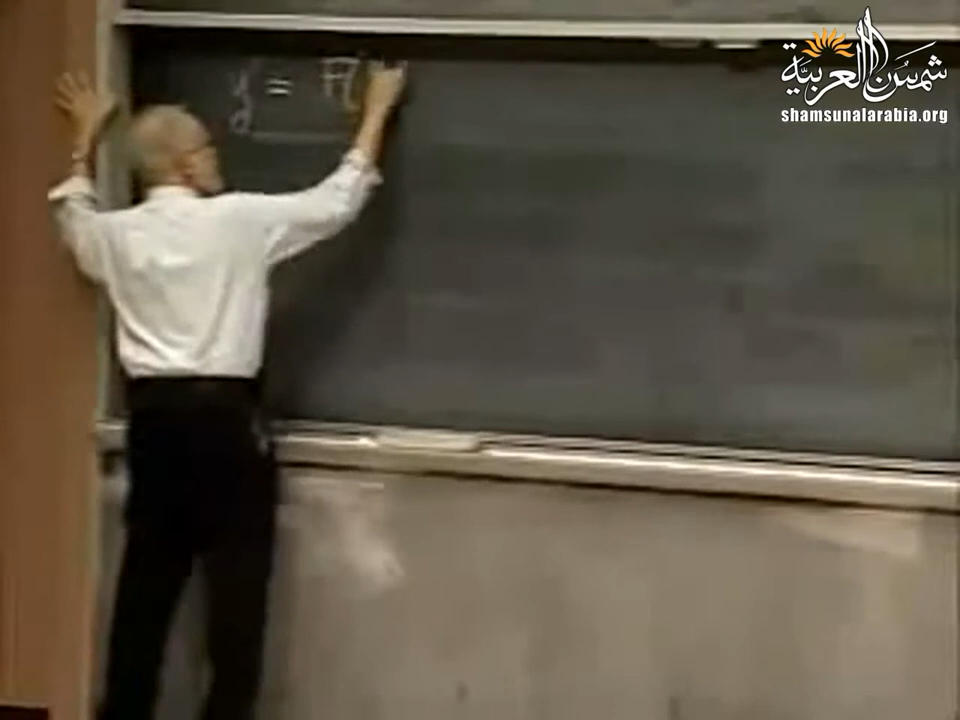 شمس العربية
shamsunalarabia.org
y' =